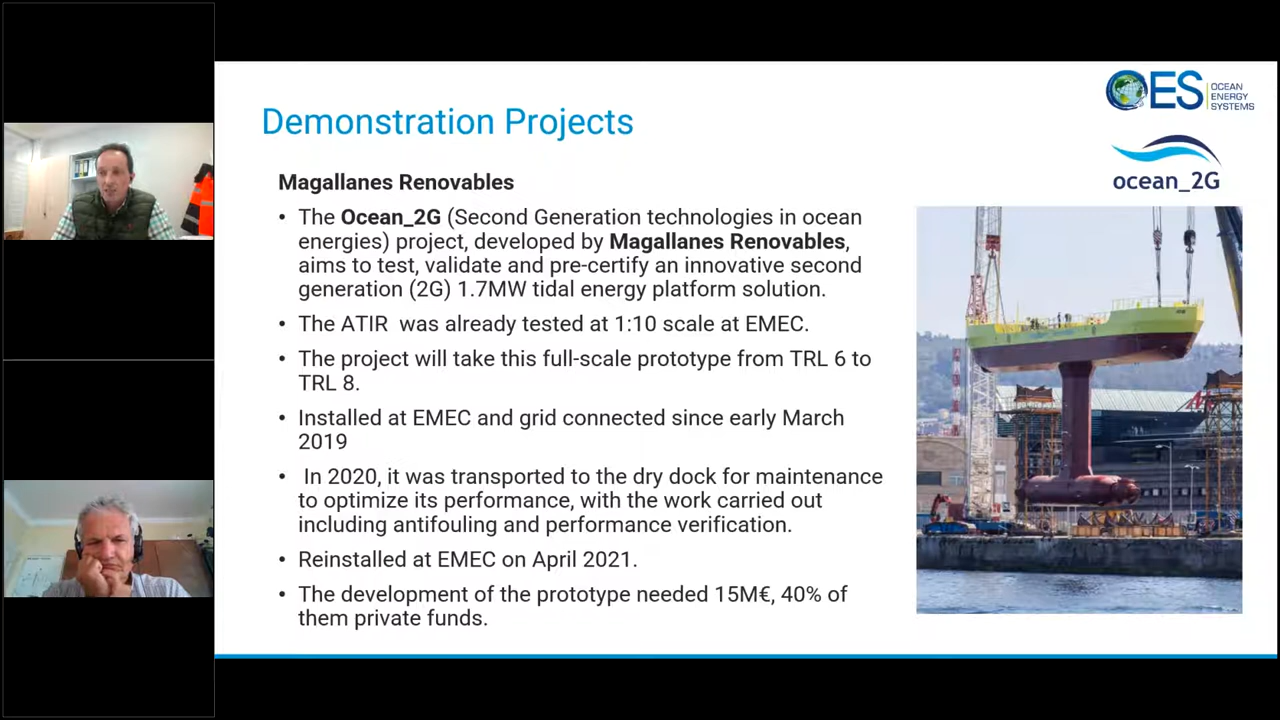 Demonstration Projects
OES OCEAN
ENERGY
SYSTEMS
ocean_2G
Magallanes Renovables
• The Ocean_2G (Second Generation technologies in ocean
energies) project, developed by Magallanes Renovables,
aims to test, validate and pre-certify an innovative second
generation (2G) 1.7MW tidal energy platform solution.
• The ATIR was already tested at 1:10 scale at EMEC.
• The project will take this full-scale prototype from TRL 6 to
TRL 8.
• Installed at EMEC and grid connected since early March
2019
• In 2020, it was transported to the dry dock for maintenance
to optimize its performance, with the work carried out
including antifouling and performance verification.
• Reinstalled at EMEC on April 2021.
• The development of the prototype needed 15M€, 40% of
them private funds.